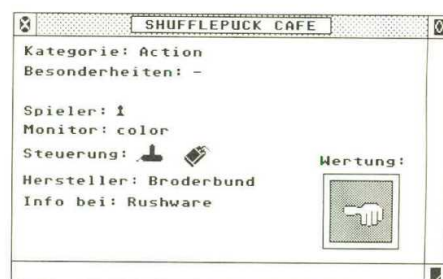 SHUFFLEPUCK CAFE
Kategorie: Action
Besonderheiten: -
Spieler: 1
Monitor: color
Steuerung:
Wertung:
Hersteller: Broderbund
Info bei: Rushware